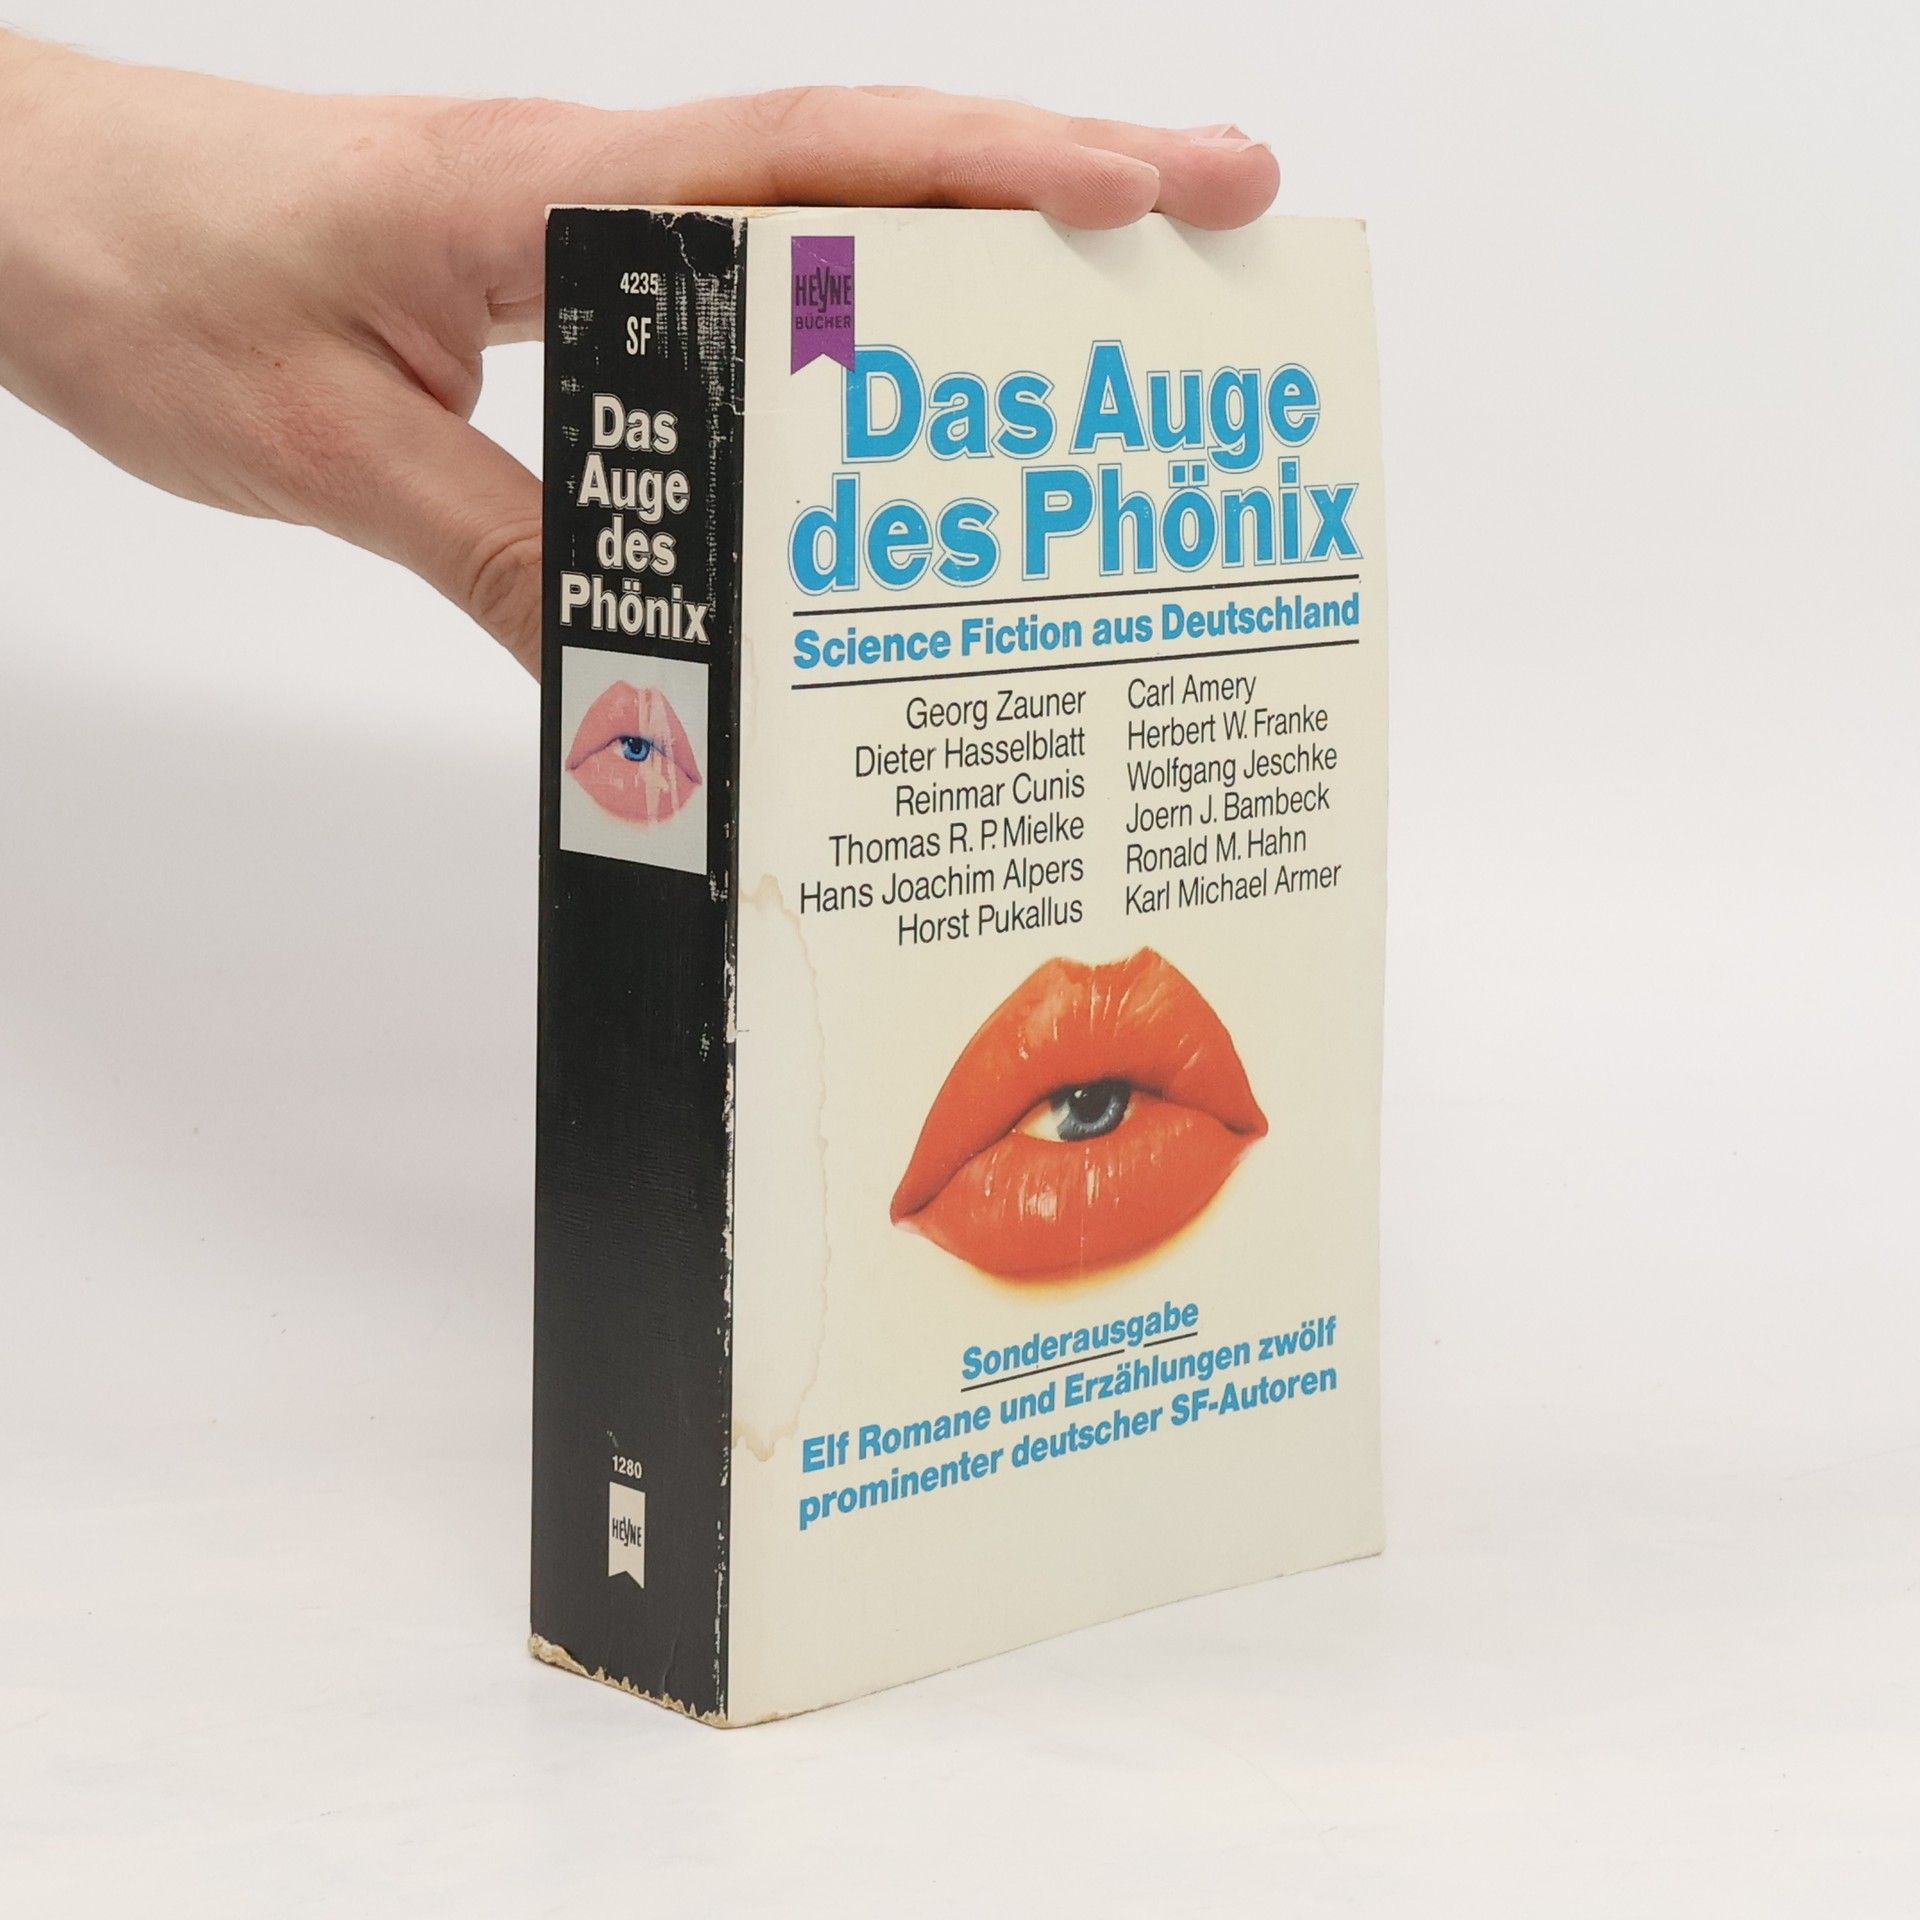 4235
SF
Das
Auge
des
Phönix
1280
HEYNE
HEYNE
BÜCHER
Das Auge
des Phönix
Science Fiction aus Deutschland
Georg Zauner
Dieter Hasselblatt
Reinmar Cunis
Thomas R. P. Mielke
Hans Joachim Alpers
Horst Pukallus
Carl Amery
Herbert W. Franke
Wolfgang Jeschke
Joern J. Bambeck
Ronald M. Hahn
Karl Michael Armer
Sonderausgabe
Elf Romane und Erzählungen zwölf
prominenter deutscher SF-Autoren